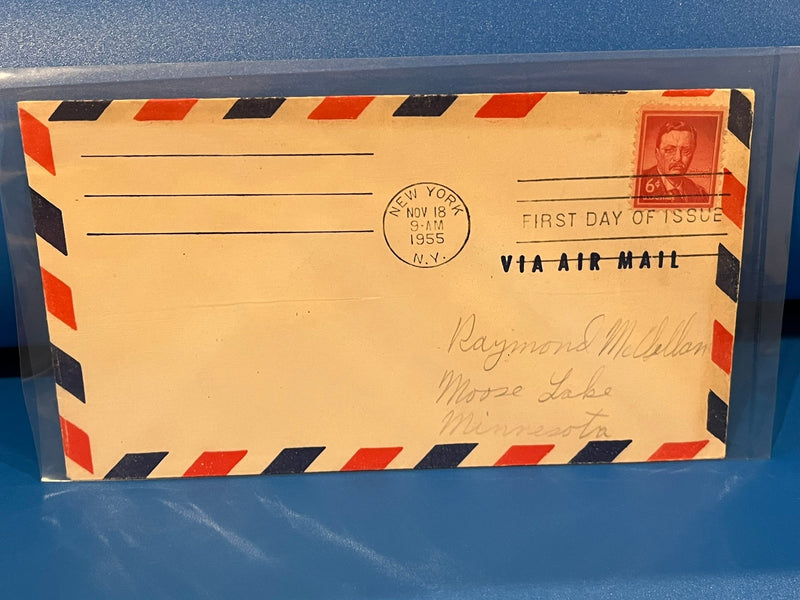 6¢
FIRST DAY OF ISSUE
NEW YORK
NOV 18
9-AM
1955
N.Y.
VIA AIR MAIL
Raymond McClellan
Moose Lake
Minnesota